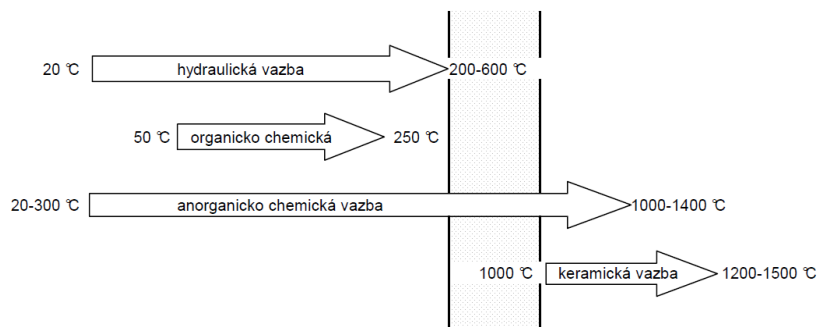 20 °C hydraulická vazba 200-600 °C
50 °C organicko chemická 250 °C
20-300 °C anorganicko chemická vazba 1000-1400 °C
1000 °C keramická vazba 1200-1500 °C